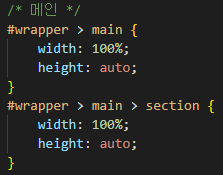 /* 메인 */
#wrapper > main {
    width: 100%;
    height: auto;
}
#wrapper > main > section {
    width: 100%;
    height: auto;
}